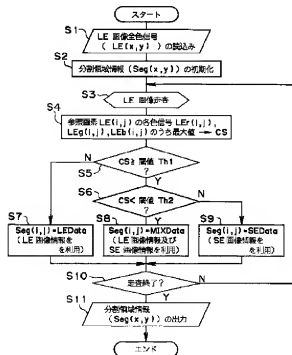 スタート
S1
LE 画像全色信号
( LE(x,y) ) の読込み
S2
分割領域情報 (Seg(x,y)) の初期化
S3
LE 画像走査
S4
参照画素 LE(i,j) の各色信号 LEr(i,j),
LEg(i,j), LEb(i,j) のうち最大値 → CS
N
CS≧ 閾値 Th1
?
S5
Y
S6
CS< 閾値 Th2
?
N
Y
S7
Seg(i,j)=LEData
(LE 画像情報を
を利用)
S8
Seg(i,j)=MIXData
(LE 画像情報及び
SE 画像情報を利用)
S9
Seg(i,j)=SEData
(SE 画像情報を
を利用)
S10
走査終了?
N
Y
S11
分割領域情報
(Seg(x,y)) の出力
エンド